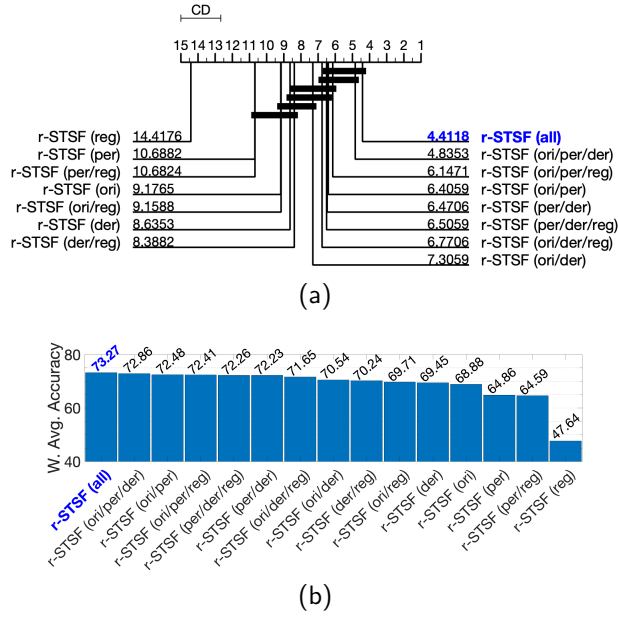 CD
15 14 13 12 11 10 9 8 7 6 5 4 3 2 1
r-STSF (reg) 14.4176 4.4118 r-STSF (all)
r-STSF (per) 10.6882 4.8353 r-STSF (ori/per/der)
r-STSF (per/reg) 10.6824 6.1471 r-STSF (ori/per/reg)
r-STSF (ori) 9.1765 6.4059 r-STSF (ori/per)
r-STSF (ori/reg) 9.1588 6.4706 r-STSF (per/der)
r-STSF (der) 8.6353 6.5059 r-STSF (per/der/reg)
r-STSF (der/reg) 8.3882 6.7706 r-STSF (ori/der/reg)
7.3059 r-STSF (ori/der)
(a)
W. Avg. Accuracy
80
60
40
73.27 72.86 72.48 72.41 72.26 72.23 71.65 70.54 70.24 69.71 69.45 68.88 64.86 64.59 47.64
r-STSF (all)
r-STSF (ori/per/der)
r-STSF (ori/per)
r-STSF (ori/per/reg)
r-STSF (per/der/reg)
r-STSF (per/der)
r-STSF (ori/der/reg)
r-STSF (ori/der)
r-STSF (der/reg)
r-STSF (ori/reg)
r-STSF (der)
r-STSF (ori)
r-STSF (per)
r-STSF (per/reg)
r-STSF (reg)
(b)